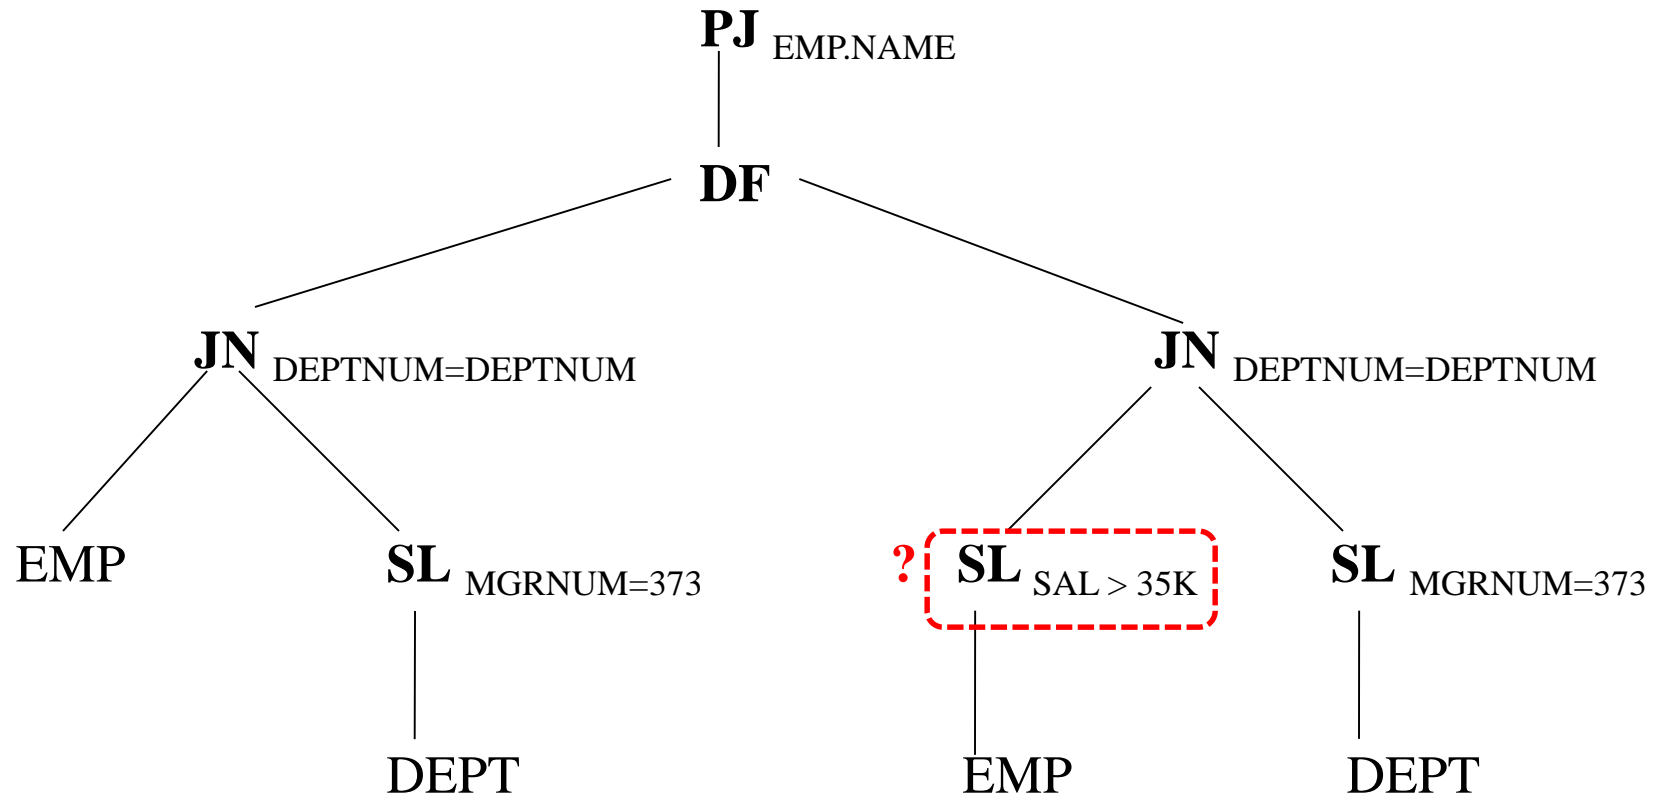 PJ EMP.NAME
DF
JN DEPTNUM=DEPTNUM
JN DEPTNUM=DEPTNUM
EMP
SL MGRNUM=373
? SL SAL > 35K
SL MGRNUM=373
DEPT
EMP
DEPT